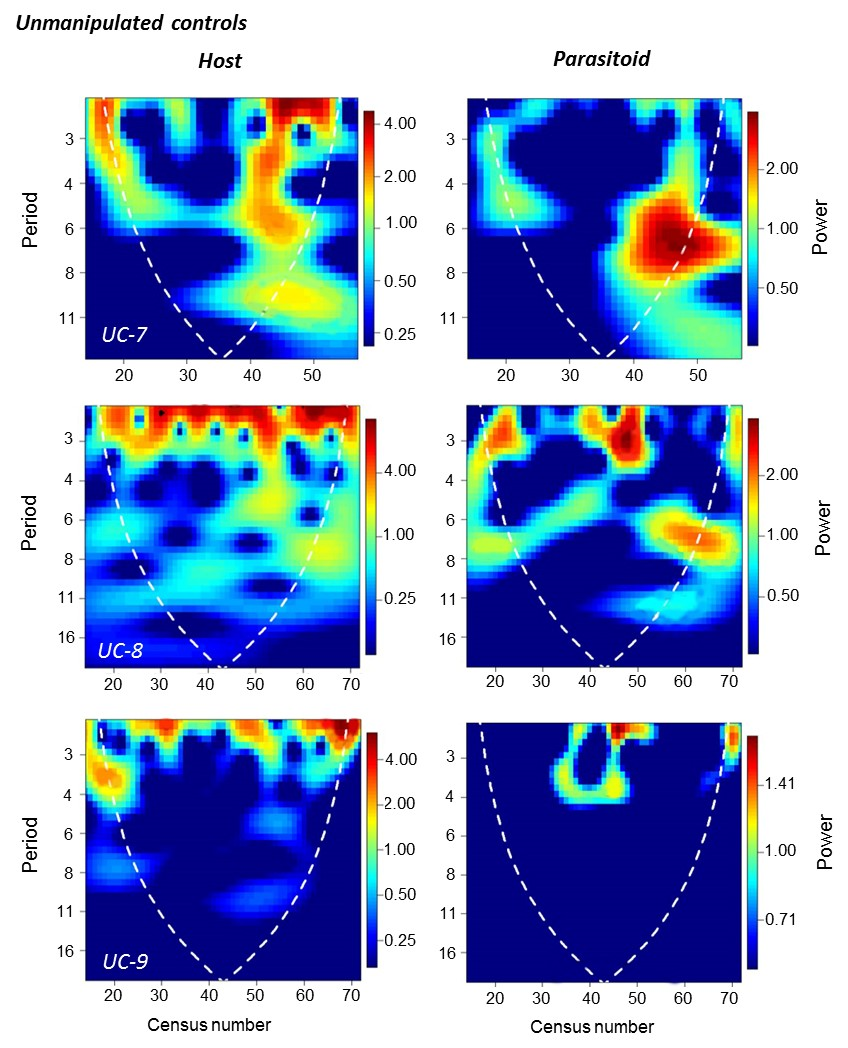 Unmanipulated controls
Host Parasitoid
3
4
6
8
11
Period
UC-7
20 30 40 50
4.00
2.00
1.00
0.50
0.25
3
4
6
8
11
20 30 40 50
2.00
1.00
0.50
Power
3
4
6
8
11
16
Period
UC-8
20 30 40 50 60 70
4.00
1.00
0.25
3
4
6
8
11
16
20 30 40 50 60 70
2.00
1.00
0.50
Power
3
4
6
8
11
16
Period
UC-9
20 30 40 50 60 70
Census number
4.00
2.00
1.00
0.50
0.25
3
4
6
8
11
16
20 30 40 50 60 70
Census number
1.41
1.00
0.71
Power